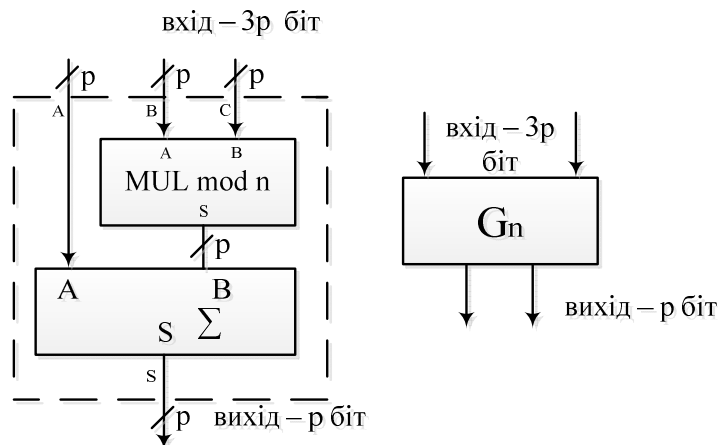 вхід – 3p біт
p p p
A B C
A B
MUL mod n
S
p
A B
S Σ
S
p вихід – p біт
вхід – 3p
біт
Gn
вихід – p біт